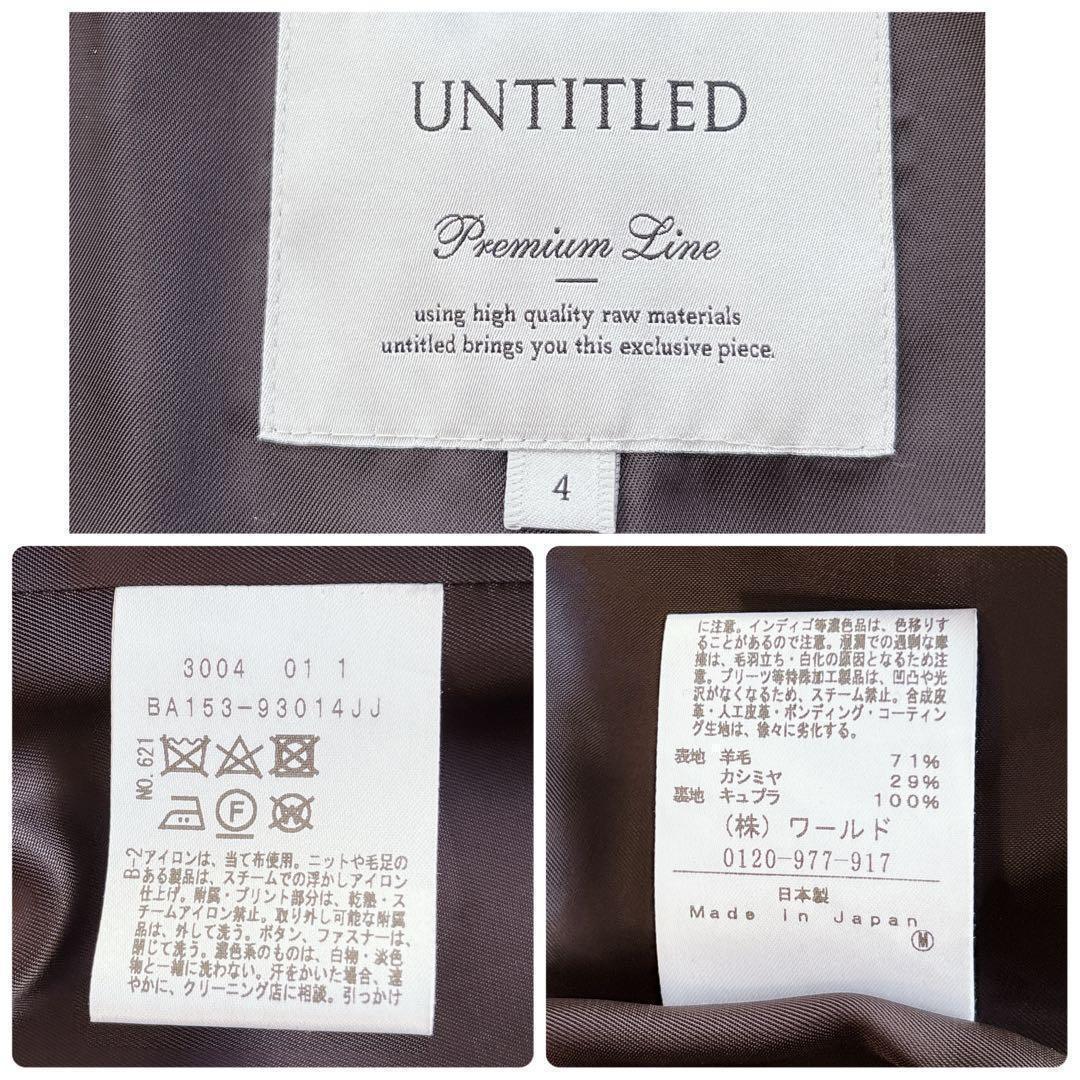 UNTITLED
Premium Line
using high quality raw materials
untitled brings you this exclusive piece.
4
3004 01 1
BA153-93014JJ
NO. 621
F
W
B-2
アイロンは、当て布使用。ニットや毛足の
ある製品は、スチームでの浮かしアイロン
仕上げ。附属・プリント部分は、乾熱・ス
チームアイロン禁止。取り外し可能な附属
品は、外して洗う。ボタン、ファスナーは、
閉じて洗う。濃色系のものは、白物・淡色
物と一緒に洗わない。汗をかいた場合、速
やかに、クリーニング店に相談。引っかけ
に注意。インディゴ等濃色品は、色移りす
ることがあるので注意。湿潤での過剰な摩
擦は、毛羽立ち・白化の原因となるため注
意。プリーツ等特殊加工製品は、凹凸や光
沢がなくなるため、スチーム禁止。合成皮
革・人工皮革・ボンディング・コーティン
グ生地は、徐々に劣化する。
表地 羊毛 71%
カシミヤ 29%
裏地 キュプラ 100%
(株) ワールド
0120-977-917
日本製
Made in Japan
M